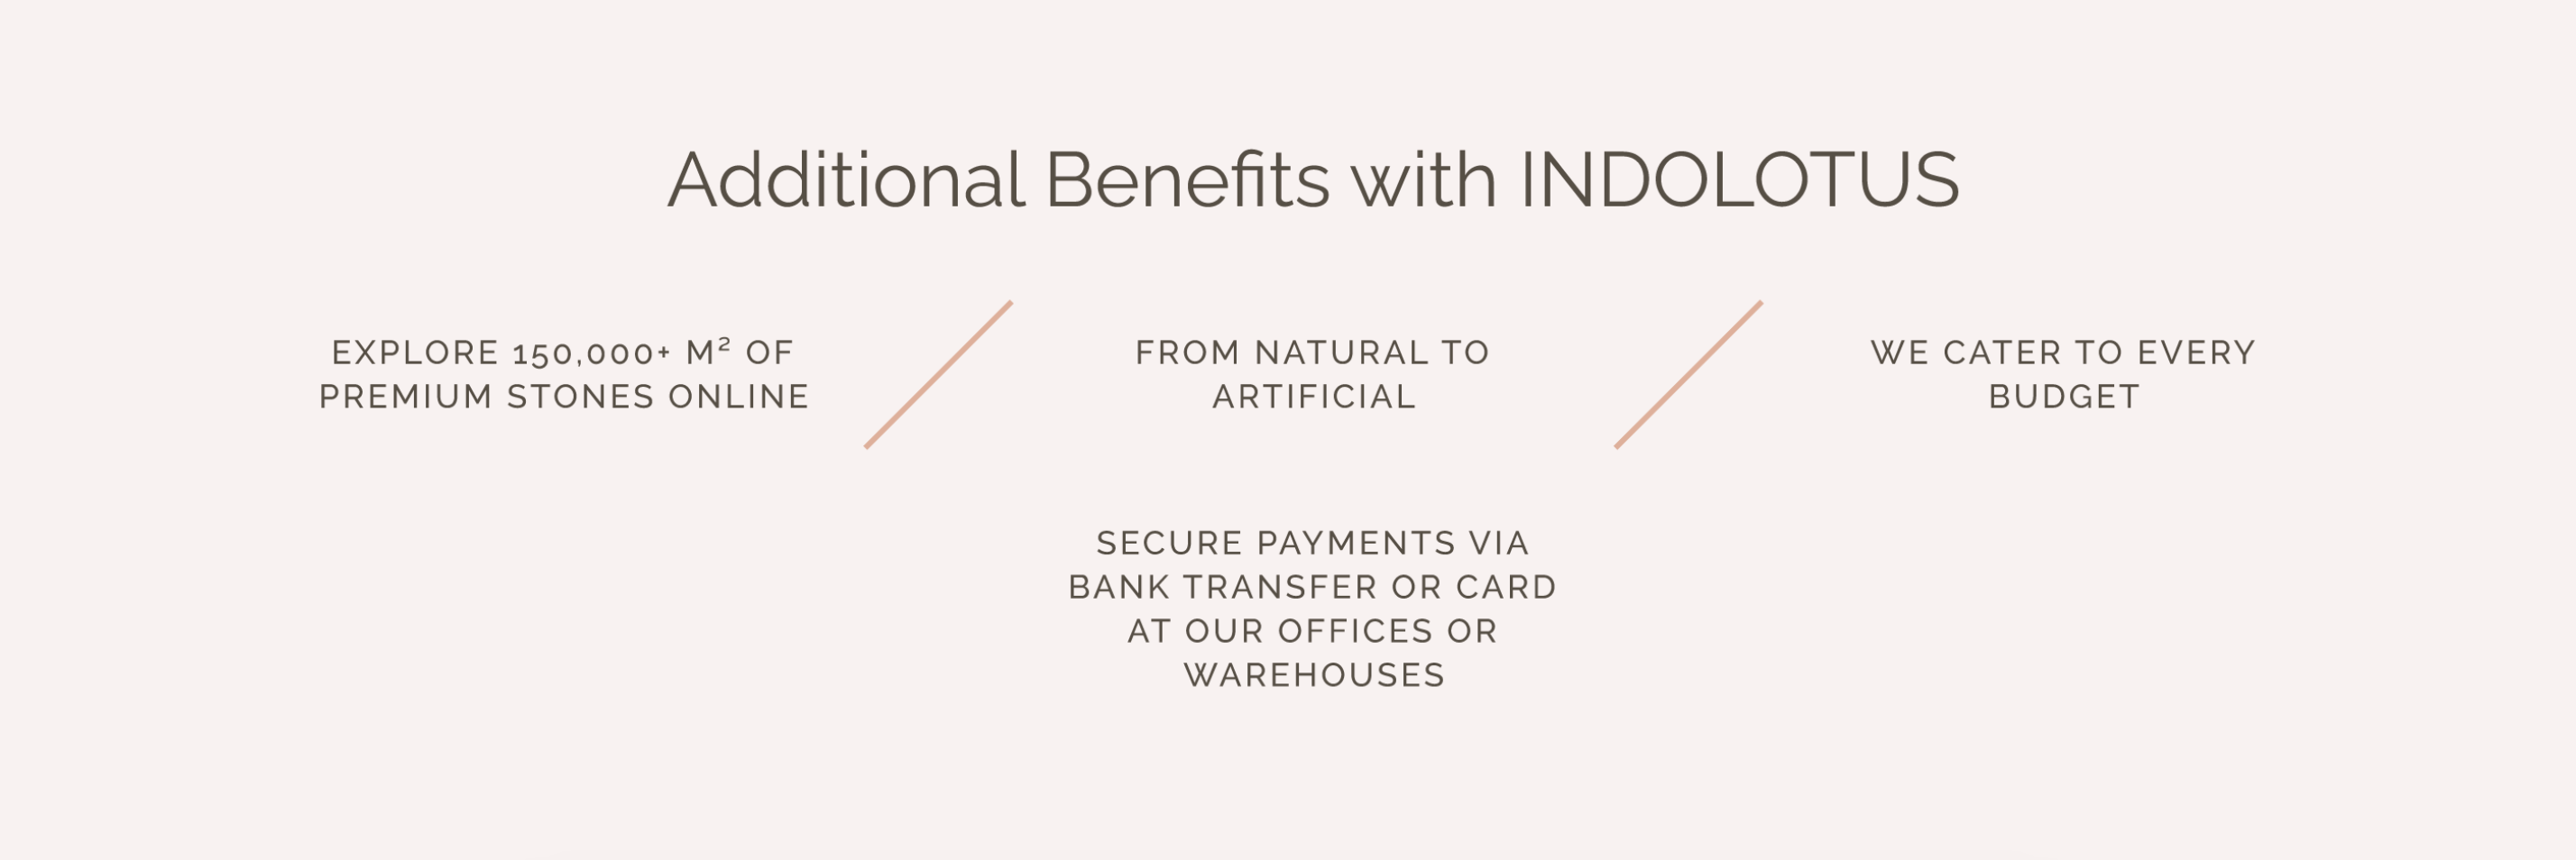 Additional Benefits with INDOLOTUS
EXPLORE 150,000+ M² OF
PREMIUM STONES ONLINE
FROM NATURAL TO
ARTIFICIAL
WE CATER TO EVERY
BUDGET
SECURE PAYMENTS VIA
BANK TRANSFER OR CARD
AT OUR OFFICES OR
WAREHOUSES